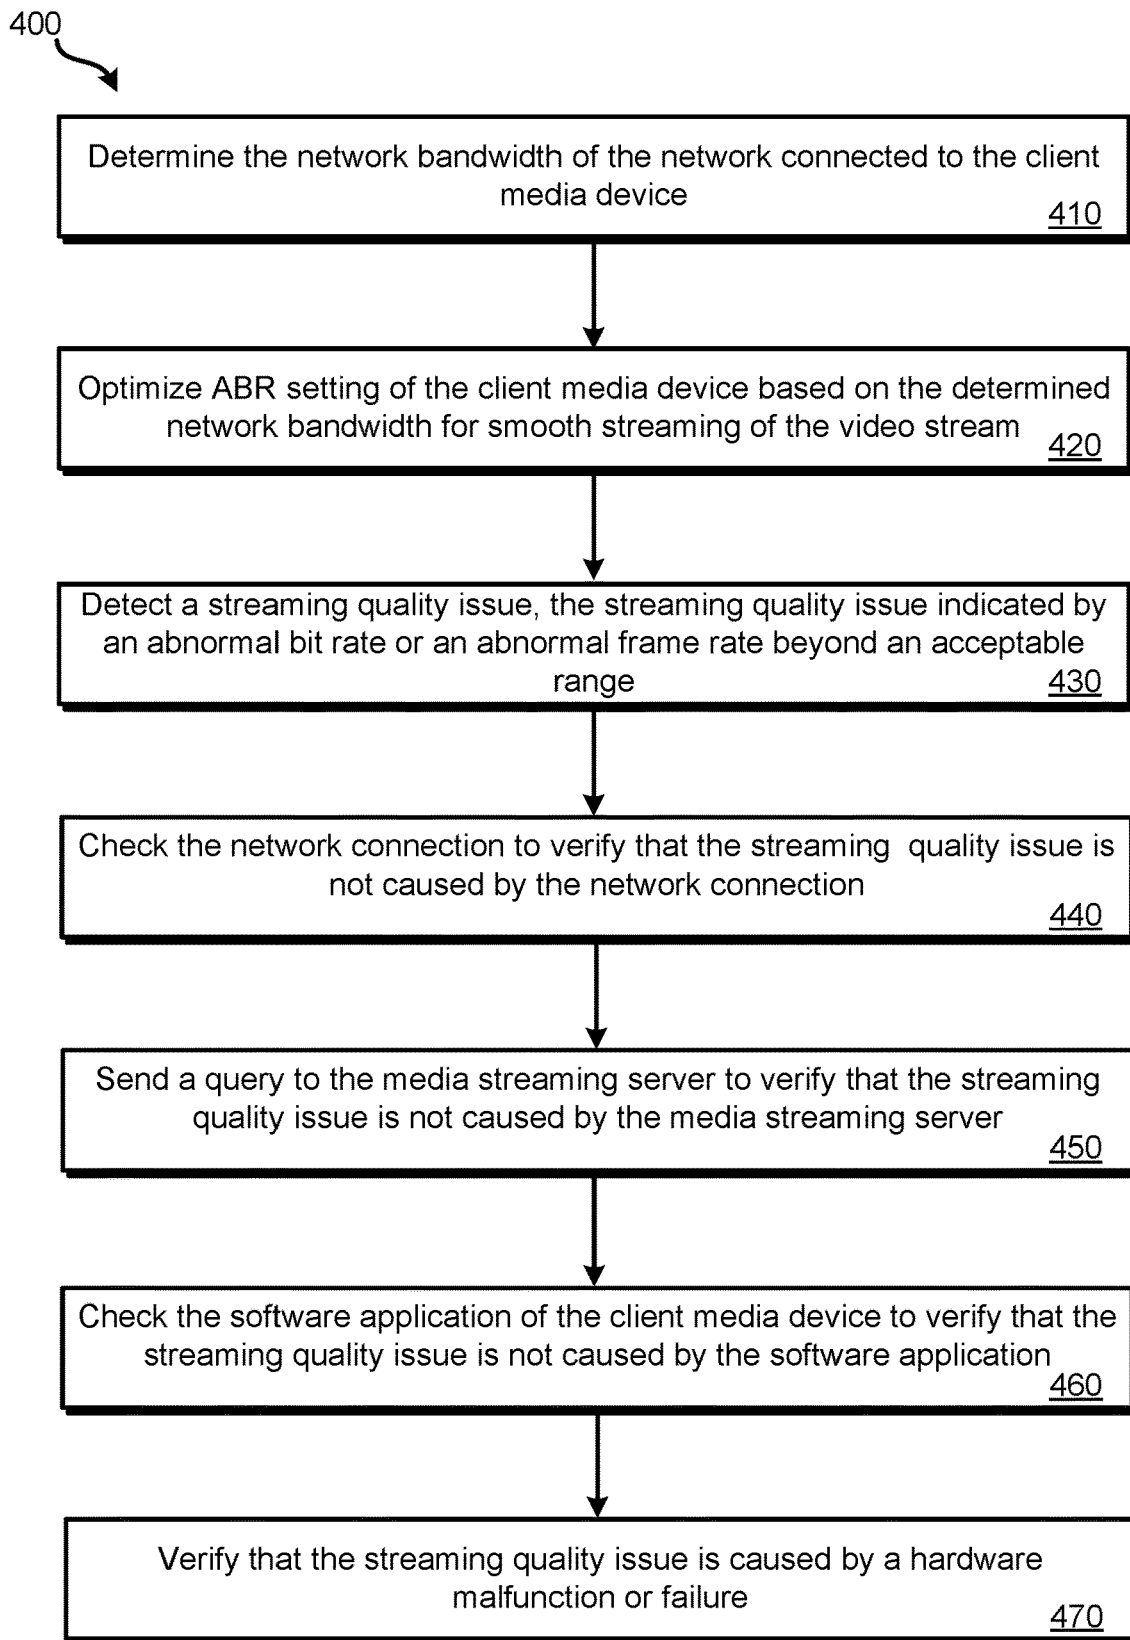 400
Determine the network bandwidth of the network connected to the client
media device
410
Optimize ABR setting of the client media device based on the determined
network bandwidth for smooth streaming of the video stream
420
Detect a streaming quality issue, the streaming quality issue indicated by
an abnormal bit rate or an abnormal frame rate beyond an acceptable
range
430
Check the network connection to verify that the streaming  quality issue is
not caused by the network connection
440
Send a query to the media streaming server to verify that the streaming
quality issue is not caused by the media streaming server
450
Check the software application of the client media device to verify that the
streaming quality issue is not caused by the software application
460
Verify that the streaming quality issue is caused by a hardware
malfunction or failure
470